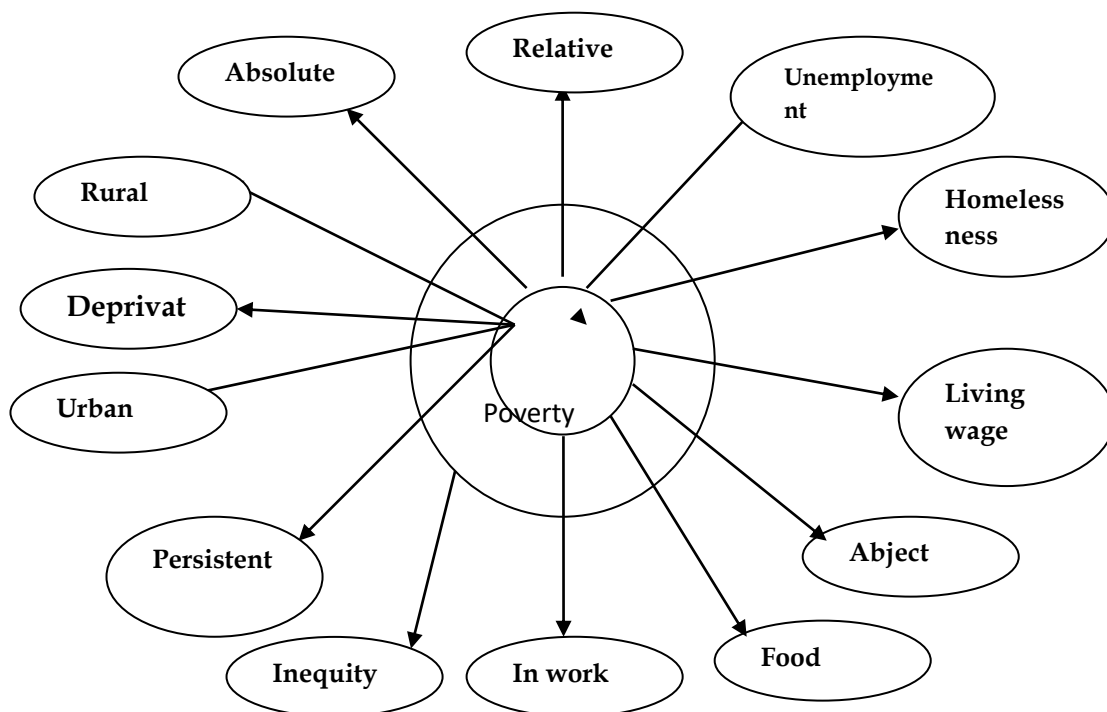 Relative
Absolute
Unemployme
nt
Rural
Homeless
ness
Deprivat
Urban
Living
wage
Poverty
Persistent
Abject
Inequity
In work
Food